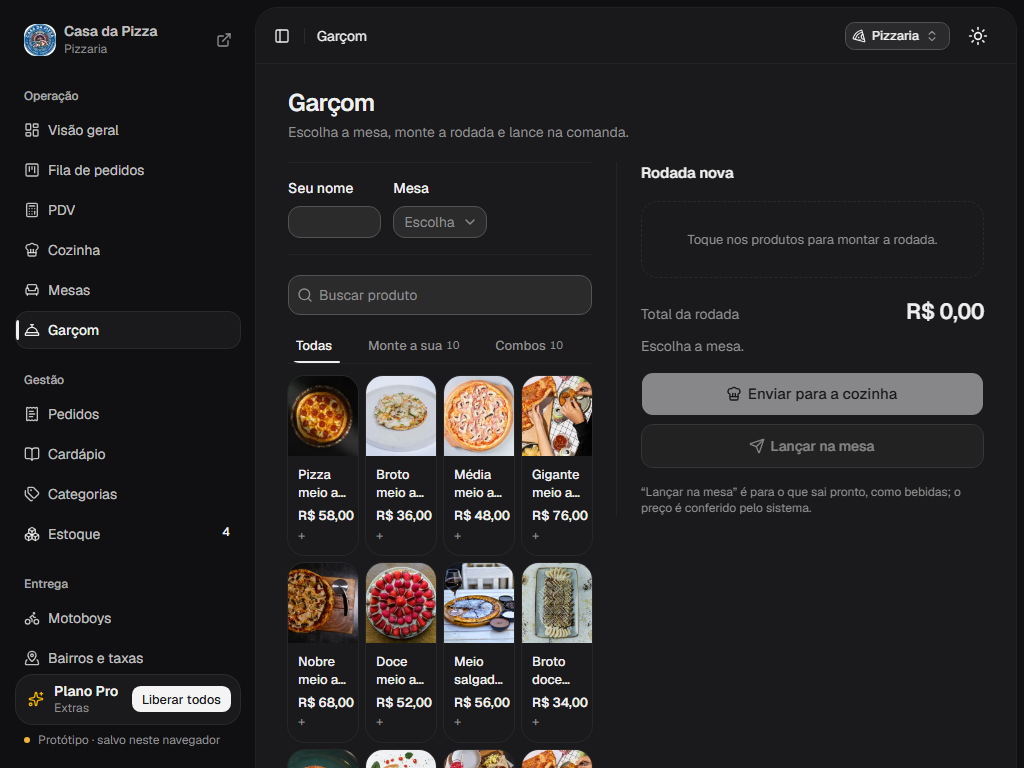 Casa da Pizza
Pizzaria
Operação
Visão geral
Fila de pedidos
PDV
Cozinha
Mesas
Garçom
Gestão
Pedidos
Cardápio
Categorias
Estoque 4
Entrega
Motoboys
Bairros e taxas
Plano Pro
Extras
Liberar todos
Protótipo · salvo neste navegador
Garçom
Pizzaria
Garçom
Escolha a mesa, monte a rodada e lance na comanda.
Seu nome
Mesa
Escolha
Buscar produto
Todas
Monte a sua 10
Combos 10
Pizza
meio a...
R$ 58,00
+
Broto
meio a...
R$ 36,00
+
Média
meio a...
R$ 48,00
+
Gigante
meio a...
R$ 76,00
+
Nobre
meio a...
R$ 68,00
+
Doce
meio a...
R$ 52,00
+
Meio
salgad...
R$ 56,00
+
Broto
doce...
R$ 34,00
+
Rodada nova
Toque nos produtos para montar a rodada.
Total da rodada
R$ 0,00
Escolha a mesa.
Enviar para a cozinha
Lançar na mesa
“Lançar na mesa” é para o que sai pronto, como bebidas; o
preço é conferido pelo sistema.